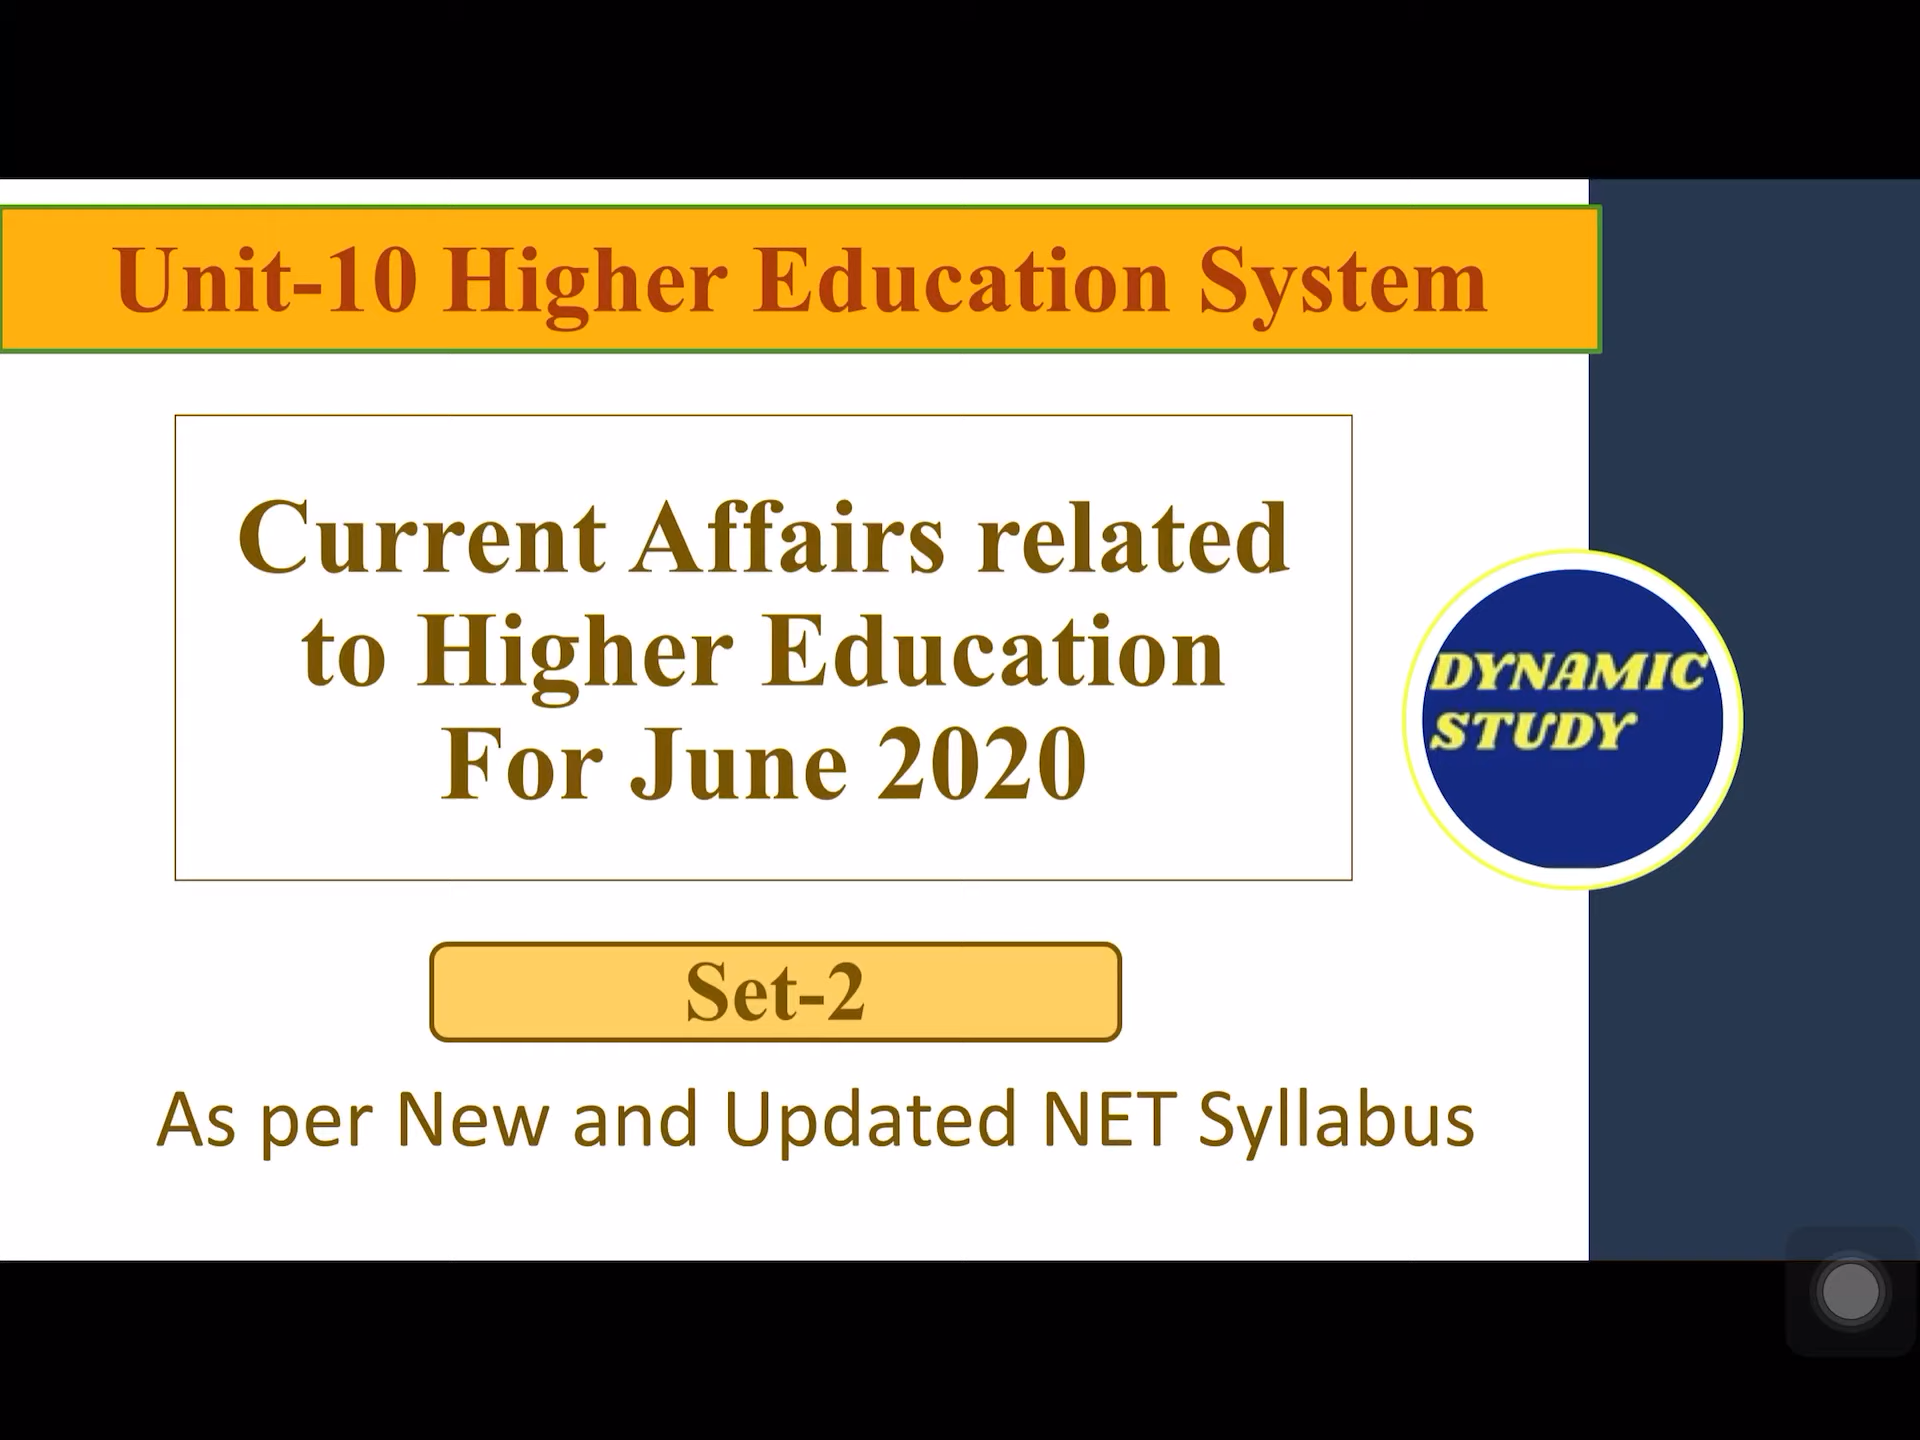 Unit-10 Higher Education System
Current Affairs related
to Higher Education
For June 2020
DYNAMIC
STUDY
Set-2
As per New and Updated NET Syllabus